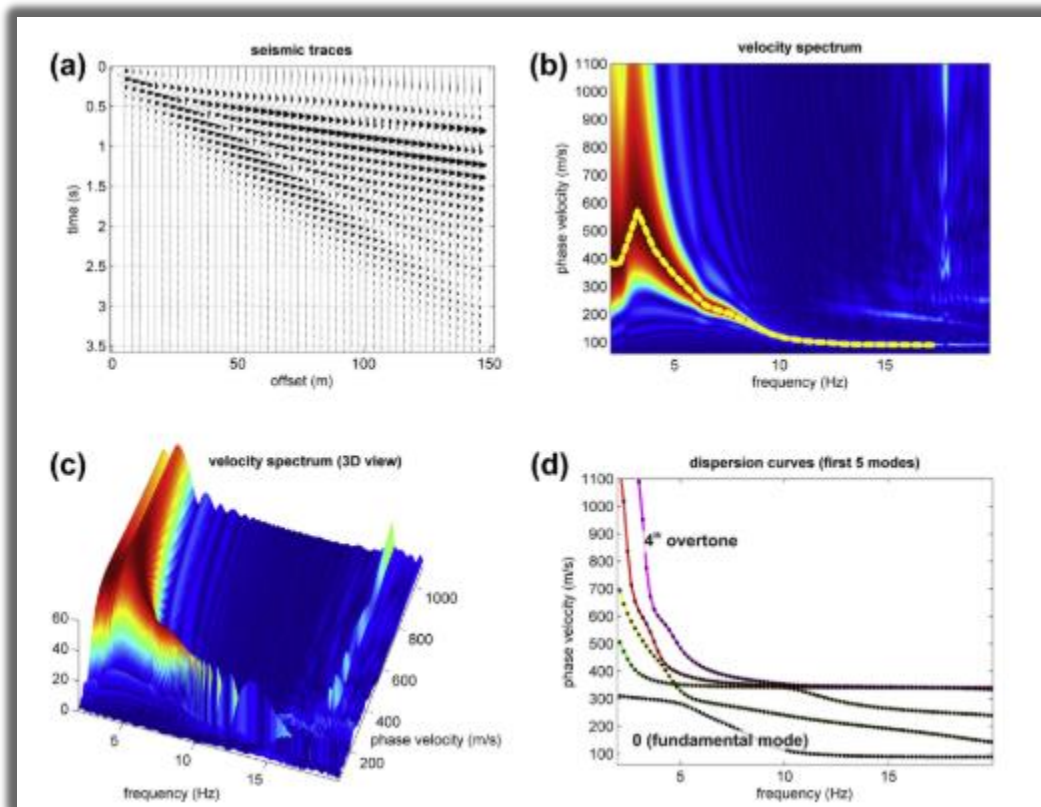 (a)
seismic traces
0
0.5
1
1.5
2
2.5
3
3.5
time (s)
0
50
100
150
offset (m)
(b)
velocity spectrum
1100
1000
900
800
700
600
500
400
300
200
100
phase velocity (m/s)
5
10
15
frequency (Hz)
(c)
velocity spectrum (3D view)
60
40
20
0
5
10
15
frequency (Hz)
1000
800
600
400
200
phase velocity (m/s)
(d)
dispersion curves (first 5 modes)
1100
1000
900
800
700
600
500
400
300
200
100
phase velocity (m/s)
4th overtone
0 (fundamental mode)
5
10
15
frequency (Hz)